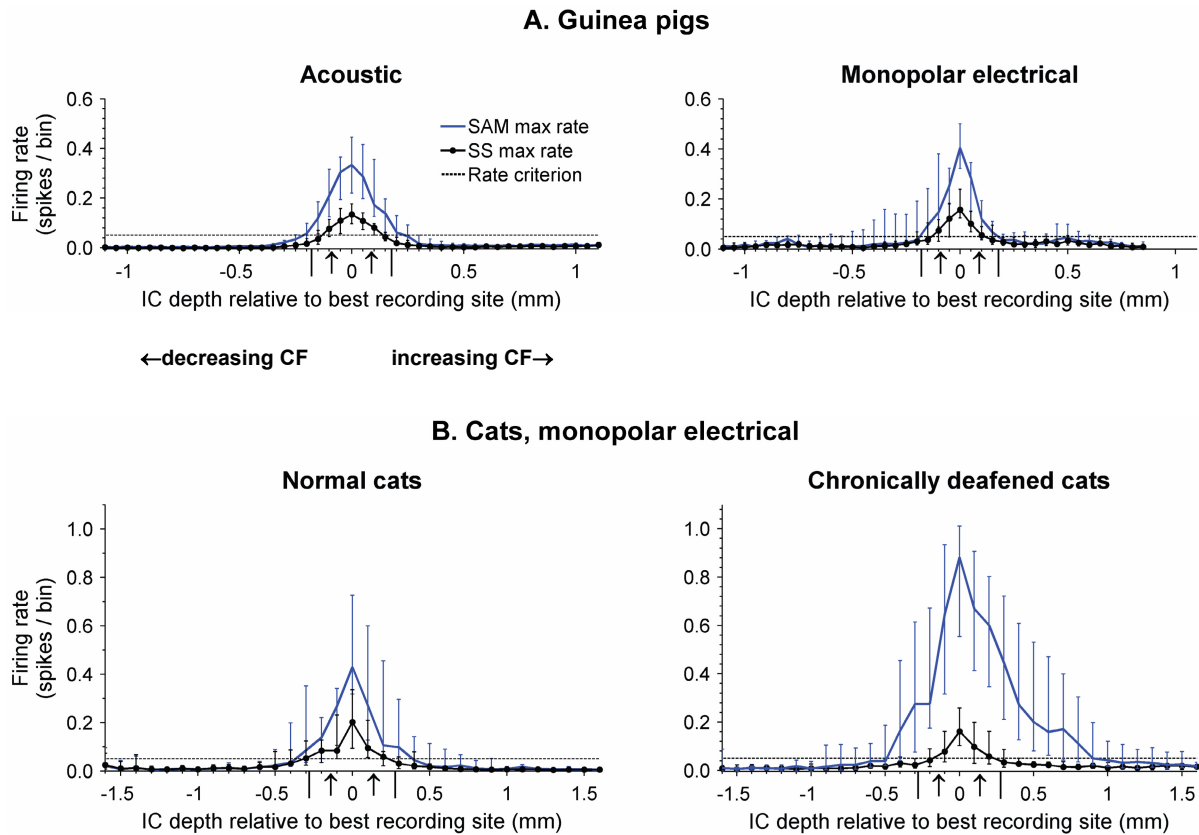 A. Guinea pigs
Acoustic
Monopolar electrical
Firing rate
(spikes / bin)
0.6
0.4
0.2
0.0
SAM max rate
SS max rate
Rate criterion
-1
-0.5
0
0.5
1
IC depth relative to best recording site (mm)
0.6
0.4
0.2
0.0
-1
-0.5
0
0.5
1
IC depth relative to best recording site (mm)
←decreasing CF
increasing CF→
B. Cats, monopolar electrical
Normal cats
Chronically deafened cats
Firing rate
(spikes / bin)
1.0
0.8
0.6
0.4
0.2
0.0
-1.5
-1
-0.5
0
0.5
1
1.5
IC depth relative to best recording site (mm)
1.0
0.8
0.6
0.4
0.2
0.0
-1.5
-1
-0.5
0
0.5
1
1.5
IC depth relative to best recording site (mm)